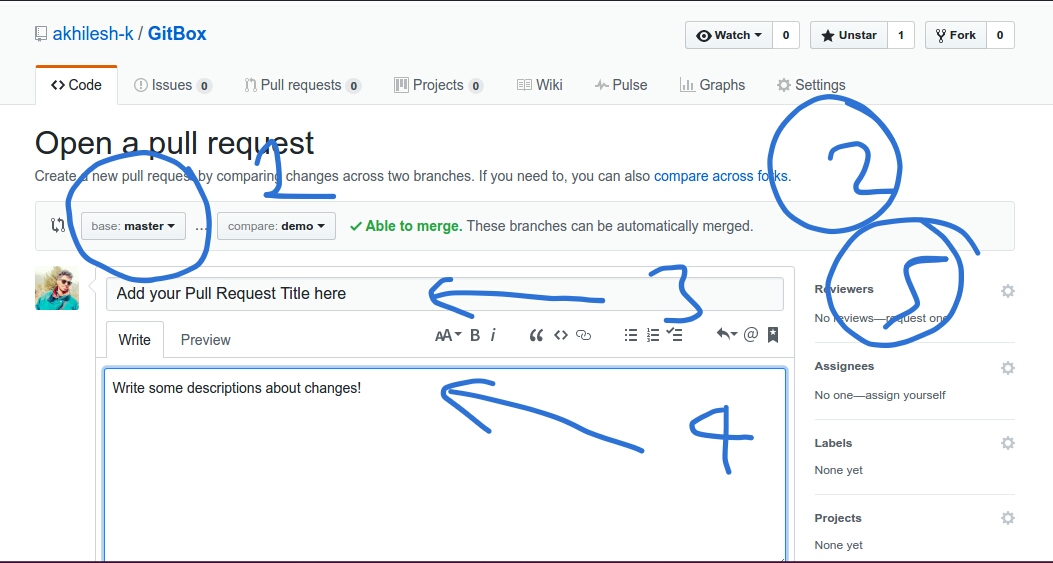 akhilesh-k / GitBox
Watch 0 Unstar 1 Fork 0
Code Issues 0 Pull requests 0 Projects 0 Wiki Pulse Graphs Settings
Open a pull request
1
2
Create a new pull request by comparing changes across two branches. If you need to, you can also compare across forks.
base: master ... compare: demo Able to merge. These branches can be automatically merged.
3
5
Add your Pull Request Title here
Reviewers
No reviews—request one
Write Preview AA B i “ <> @
Write some descriptions about changes!
4
Assignees
No one—assign yourself
Labels
None yet
Projects
None yet